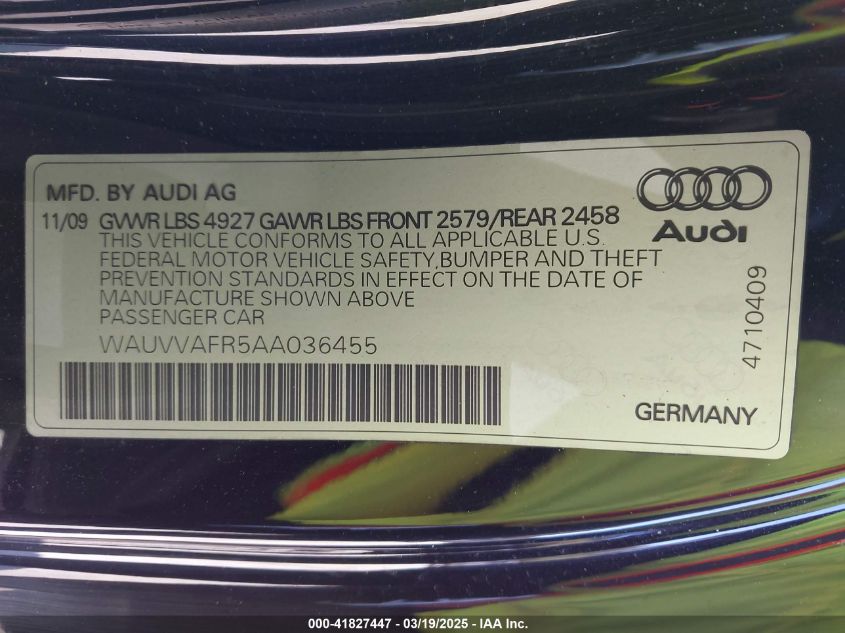 MFD. BY AUDI AG
11/09 GVWR LBS 4927 GAWR LBS FRONT 2579/REAR 2458
THIS VEHICLE CONFORMS TO ALL APPLICABLE U.S.
FEDERAL MOTOR VEHICLE SAFETY,BUMPER AND THEFT
PREVENTION STANDARDS IN EFFECT ON THE DATE OF
MANUFACTURE SHOWN ABOVE
PASSENGER CAR
WAUVVAFR5AA036455
Audi
4710409
GERMANY
000-41827447 - 03/19/2025 - IAA Inc.